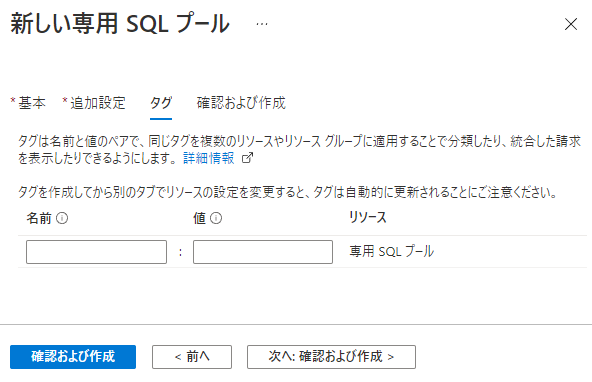 新しい専用 SQL プール ...
* 基本 * 追加設定 タグ 確認および作成
タグは名前と値のペアで、同じタグを複数のリソースやリソース グループに適用することで分類したり、統合した請求
を表示したりできるようにします。 詳細情報
タグを作成してから別のタブでリソースの設定を変更すると、タグは自動的に更新されることにご注意ください。
名前 値 リソース
: 専用 SQL プール
確認および作成 < 前へ 次へ: 確認および作成 >